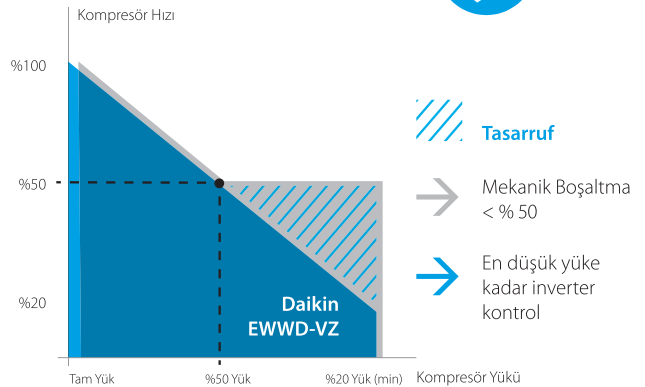 Kompresör Hızı
%100
%50
%20
Tasarruf
Mekanik Boşaltma
< % 50
En düşük yüke
kadar inverter
kontrol
Daikin
EWWD-VZ
Tam Yük
%50 Yük
%20 Yük (min)
Kompresör Yükü